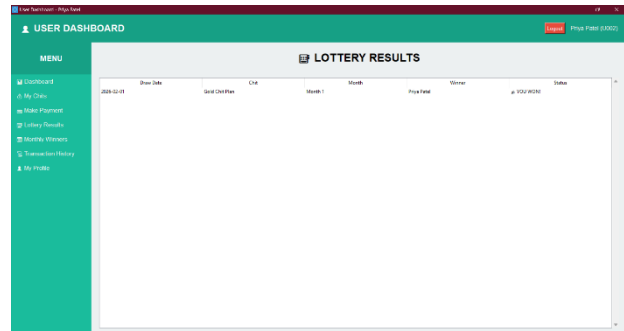 User Dashboard - Priya Patel
USER DASHBOARD
Logout Priya Patel (U002)
MENU
LOTTERY RESULTS
Dashboard
My Chits
Make Payment
Lottery Results
Monthly Winners
Transaction History
My Profile
Draw Date Chit Month Winner Status
2026-02-01 Gold Chit Plan Month 1 Priya Patel YOU WON!